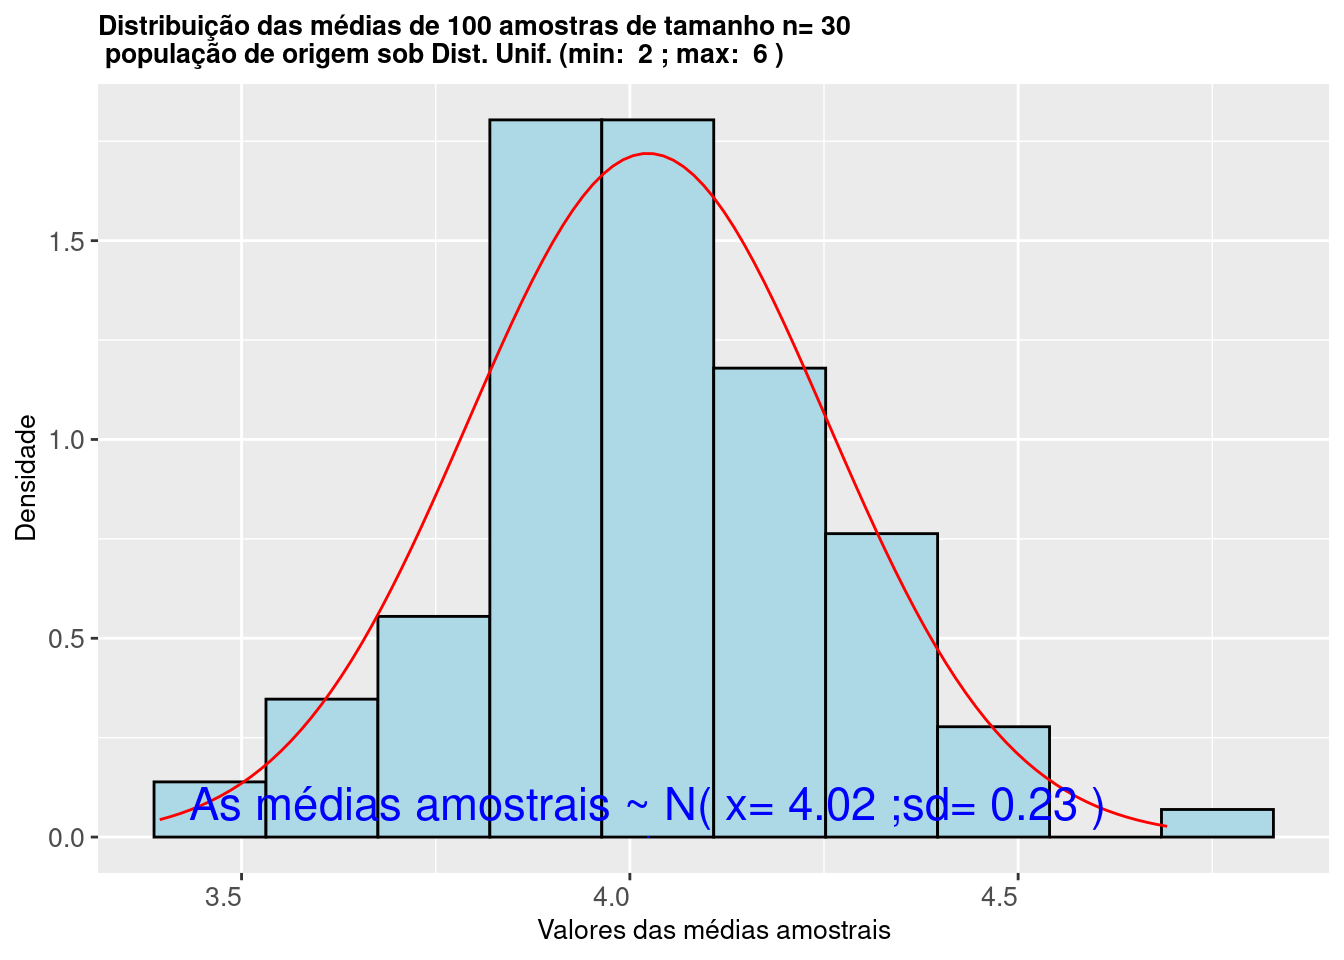 Distribuição das médias de 100 amostras de tamanho n= 30
população de origem sob Dist. Unif. (min:  2 ; max:  6 )
Densidade
1.5
1.0
0.5
0.0
As médias amostrais ~ N( x= 4.02 ;sd= 0.23 )
3.5
4.0
4.5
Valores das médias amostrais